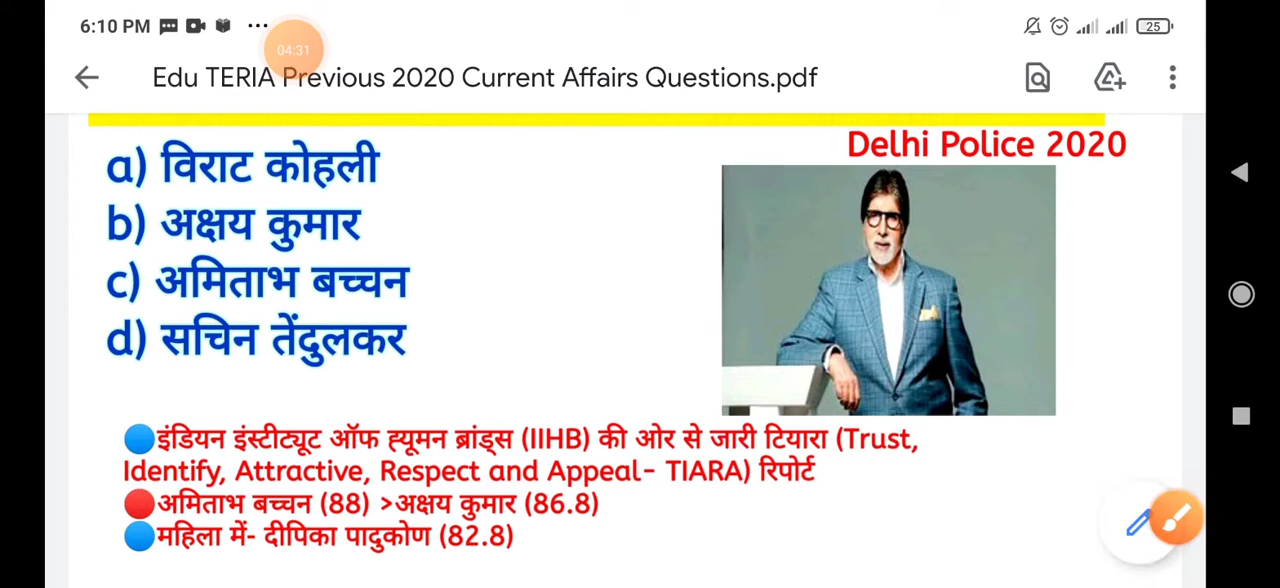 6:10 PM
25
04:31
Edu TERIA Previous 2020 Current Affairs Questions.pdf
Delhi Police 2020
a) विराट कोहली
b) अक्षय कुमार
c) अमिताभ बच्चन
d) सचिन तेंदुलकर
इंडियन इंस्टीट्यूट ऑफ ह्यूमन ब्रांड्स (IIHB) की ओर से जारी टियारा (Trust,
Identify, Attractive, Respect and Appeal- TIARA) रिपोर्ट
अमिताभ बच्चन (88) >अक्षय कुमार (86.8)
महिला में- दीपिका पादुकोण (82.8)